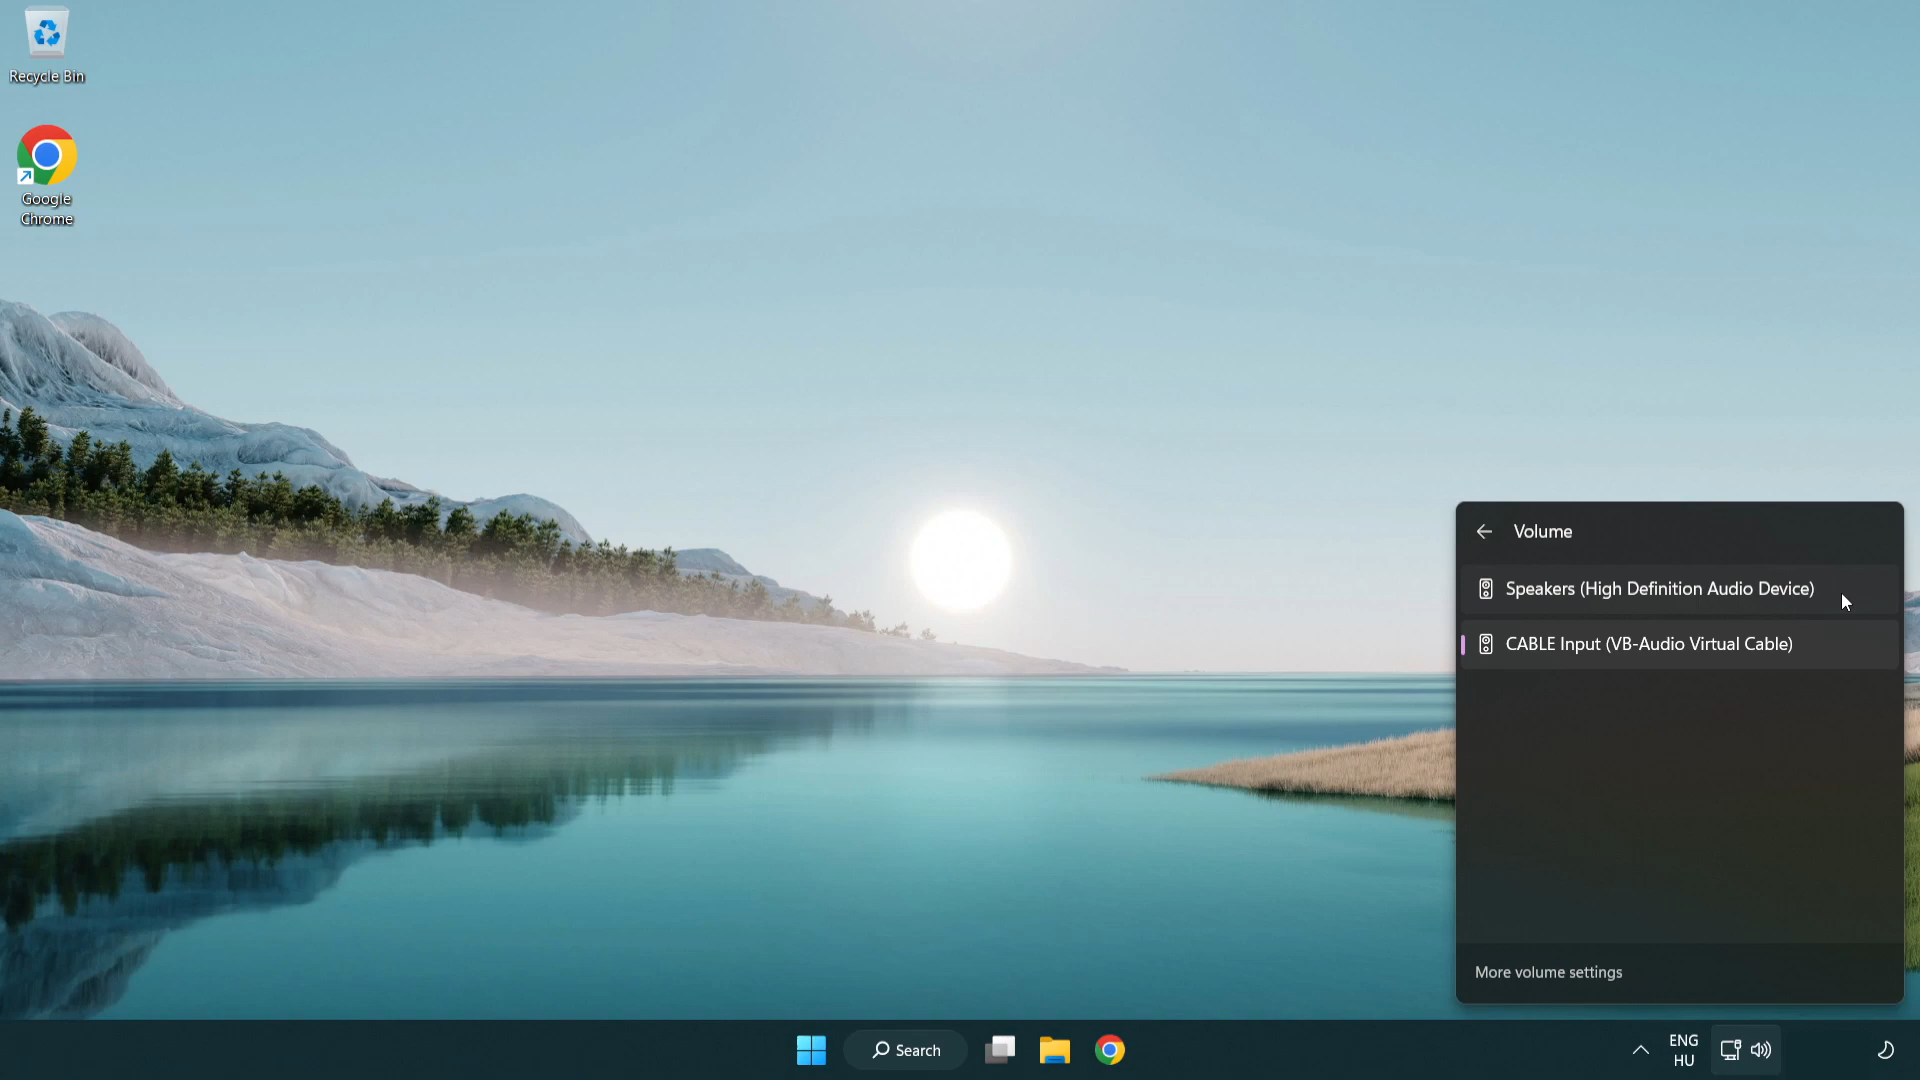 Recycle Bin
Google
Chrome
Volume
Speakers (High Definition Audio Device)
CABLE Input (VB-Audio Virtual Cable)
More volume settings
Search
ENG
HU